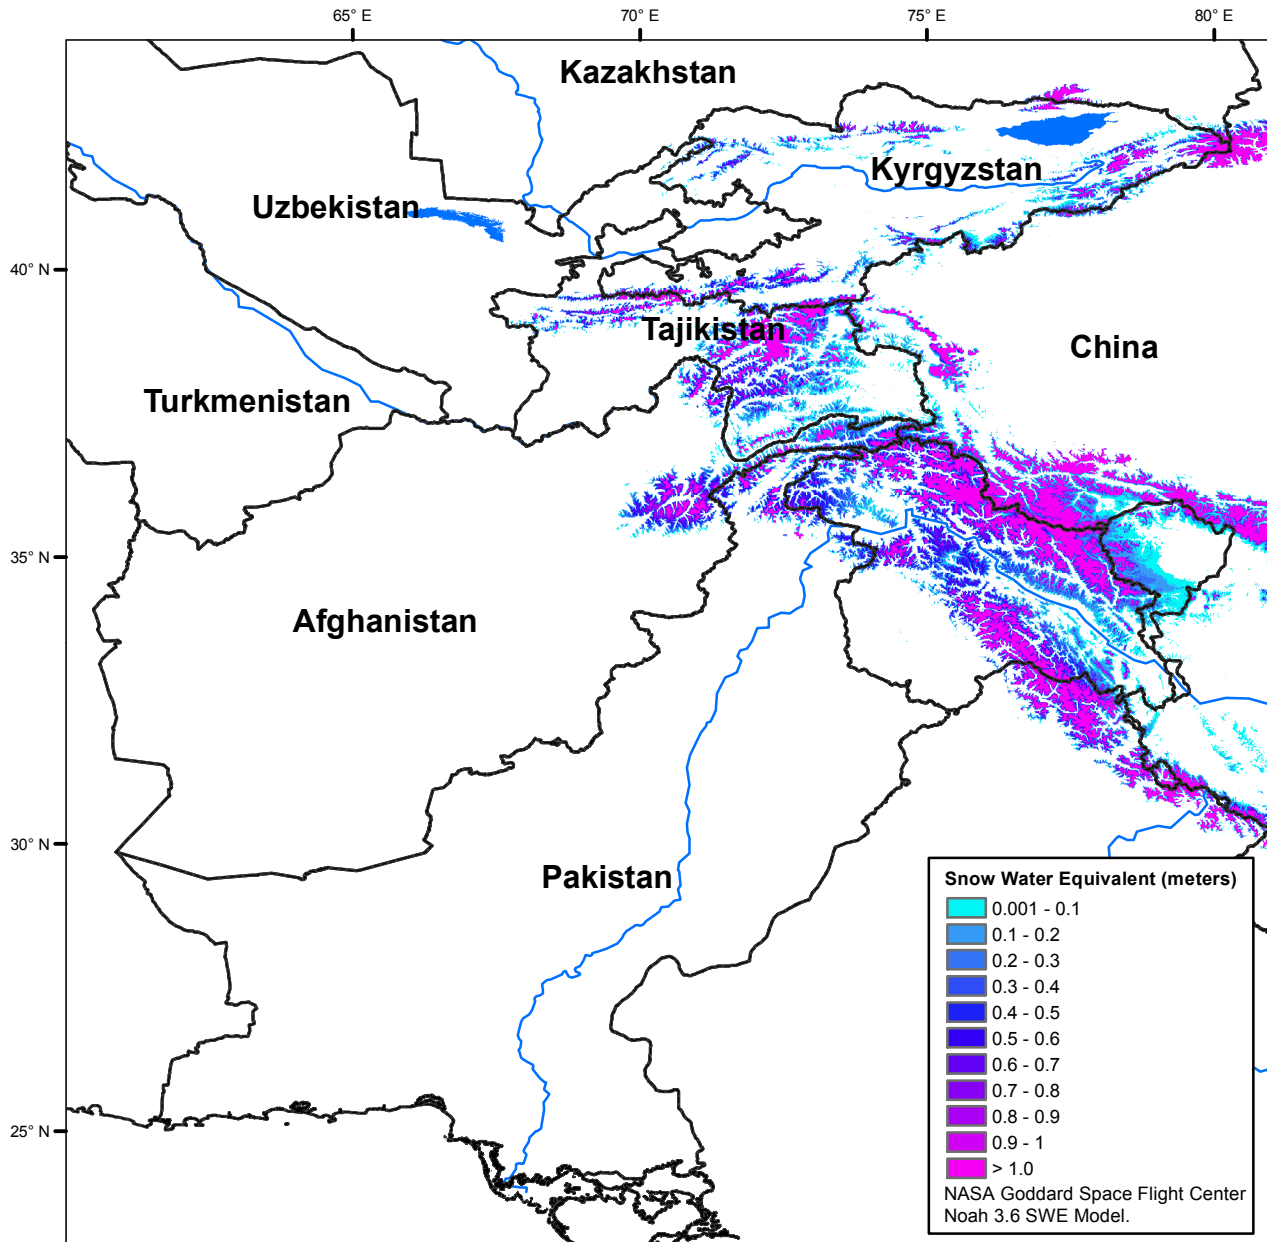 65° E
70° E
75° E
80° E
Kazakhstan
Kyrgyzstan
Uzbekistan
40° N
Tajikistan
China
Turkmenistan
35° N
Afghanistan
30° N
Pakistan
25° N
Snow Water Equivalent (meters)
0.001 - 0.1
0.1 - 0.2
0.2 - 0.3
0.3 - 0.4
0.4 - 0.5
0.5 - 0.6
0.6 - 0.7
0.7 - 0.8
0.8 - 0.9
0.9 - 1
> 1.0
NASA Goddard Space Flight Center
Noah 3.6 SWE Model.